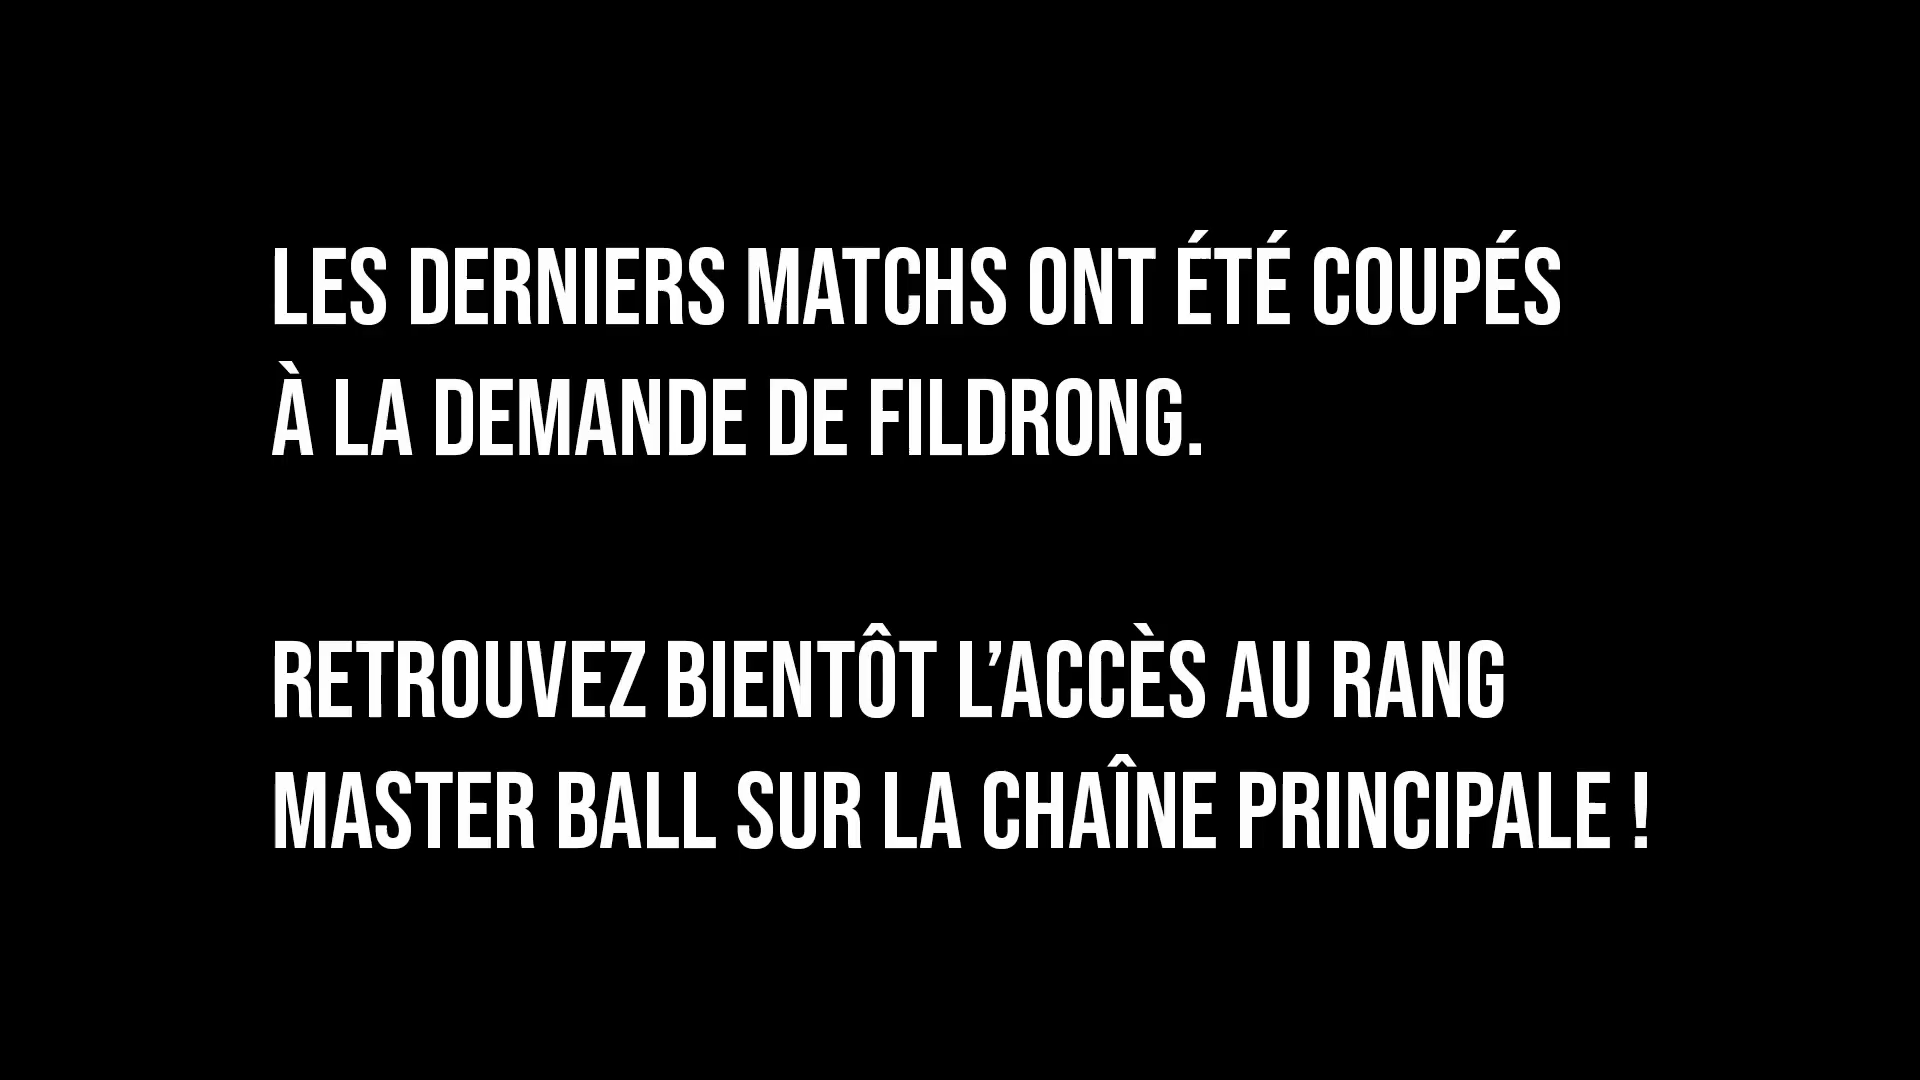 LES DERNIERS MATCHS ONT ÉTÉ COUPÉS
À LA DEMANDE DE FILDRONG.
RETROUVEZ BIENTÔT L’ACCÈS AU RANG
MASTER BALL SUR LA CHAÎNE PRINCIPALE !